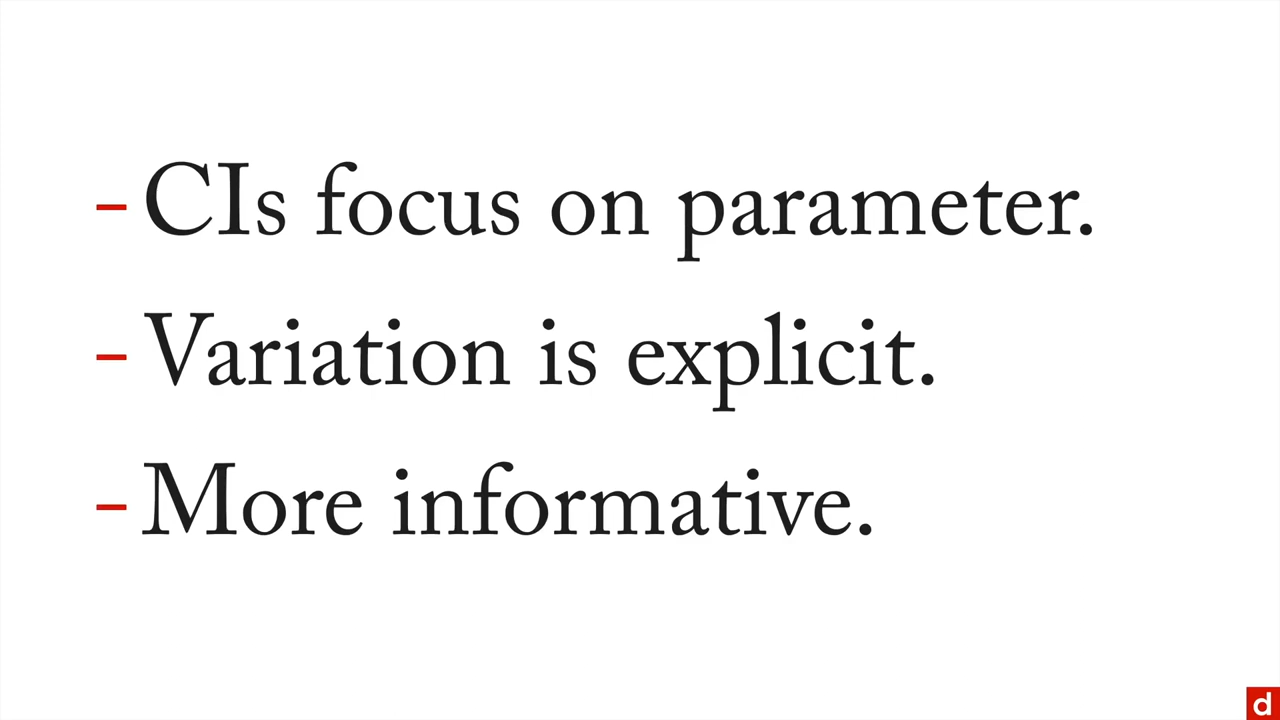 – CIs focus on parameter.
– Variation is explicit.
– More informative.
d